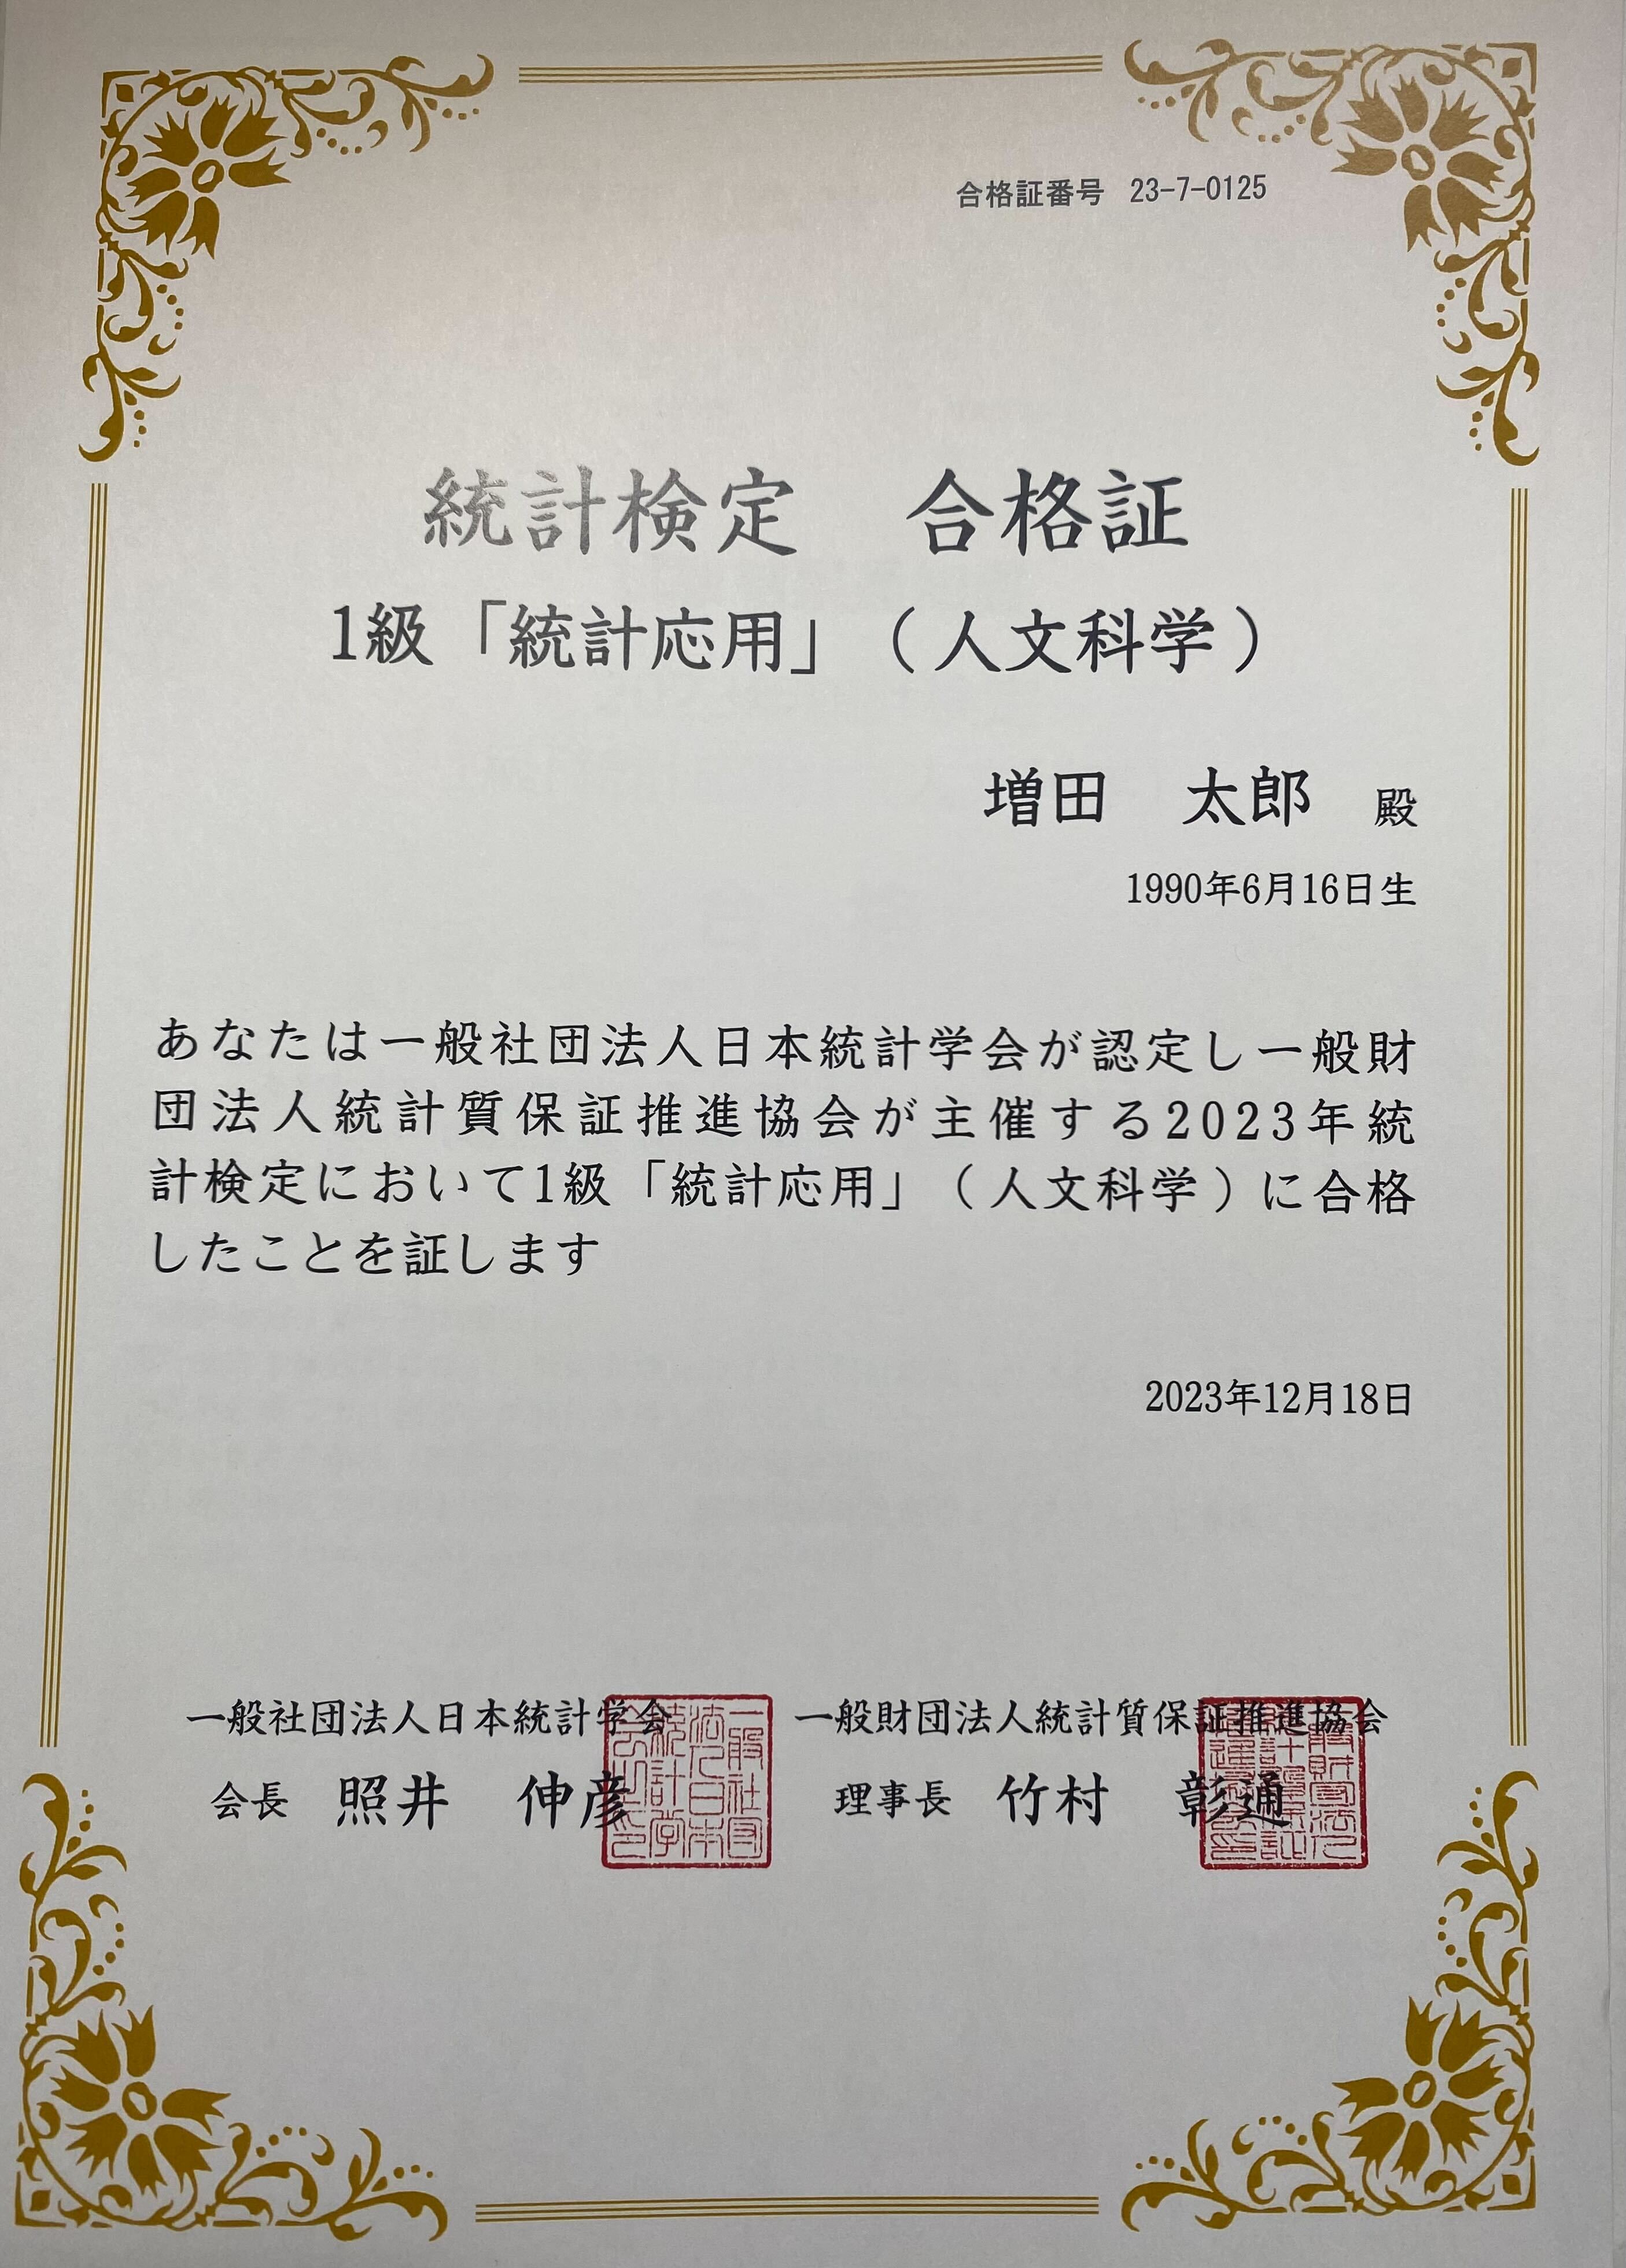 合格証番号 23-7-0125
統計検定 合格証
1級「統計応用」（人文科学）
増田 太郎 殿
1990年6月16日生
あなたは一般社団法人日本統計学会が認定し一般財
団法人統計質保証推進協会が主催する2023年統
計検定において1級「統計応用」（人文科学）に合格
したことを証します
2023年12月18日
一般社団法人日本統計学会
会長 照井 伸彦
一般財団法人統計質保証推進協会
理事長 竹村 彰通